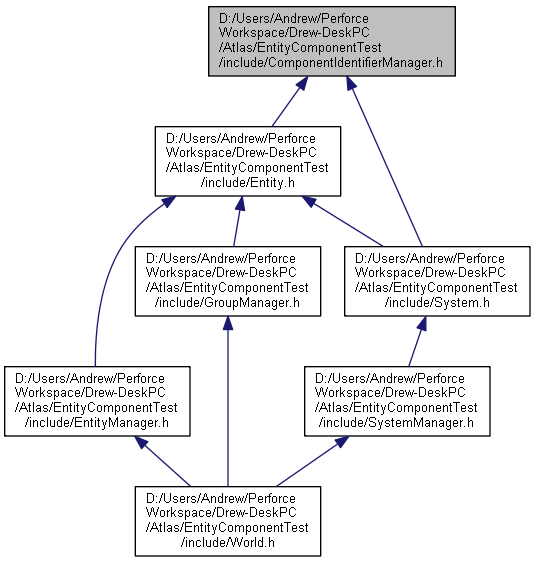 D:/Users/Andrew/Perforce
Workspace/Drew-DeskPC
/Atlas/EntityComponentTest
/include/ComponentIdentifierManager.h
D:/Users/Andrew/Perforce
Workspace/Drew-DeskPC
/Atlas/EntityComponentTest
/include/Entity.h
D:/Users/Andrew/Perforce
Workspace/Drew-DeskPC
/Atlas/EntityComponentTest
/include/GroupManager.h
D:/Users/Andrew/Perforce
Workspace/Drew-DeskPC
/Atlas/EntityComponentTest
/include/System.h
D:/Users/Andrew/Perforce
Workspace/Drew-DeskPC
/Atlas/EntityComponentTest
/include/EntityManager.h
D:/Users/Andrew/Perforce
Workspace/Drew-DeskPC
/Atlas/EntityComponentTest
/include/SystemManager.h
D:/Users/Andrew/Perforce
Workspace/Drew-DeskPC
/Atlas/EntityComponentTest
/include/World.h